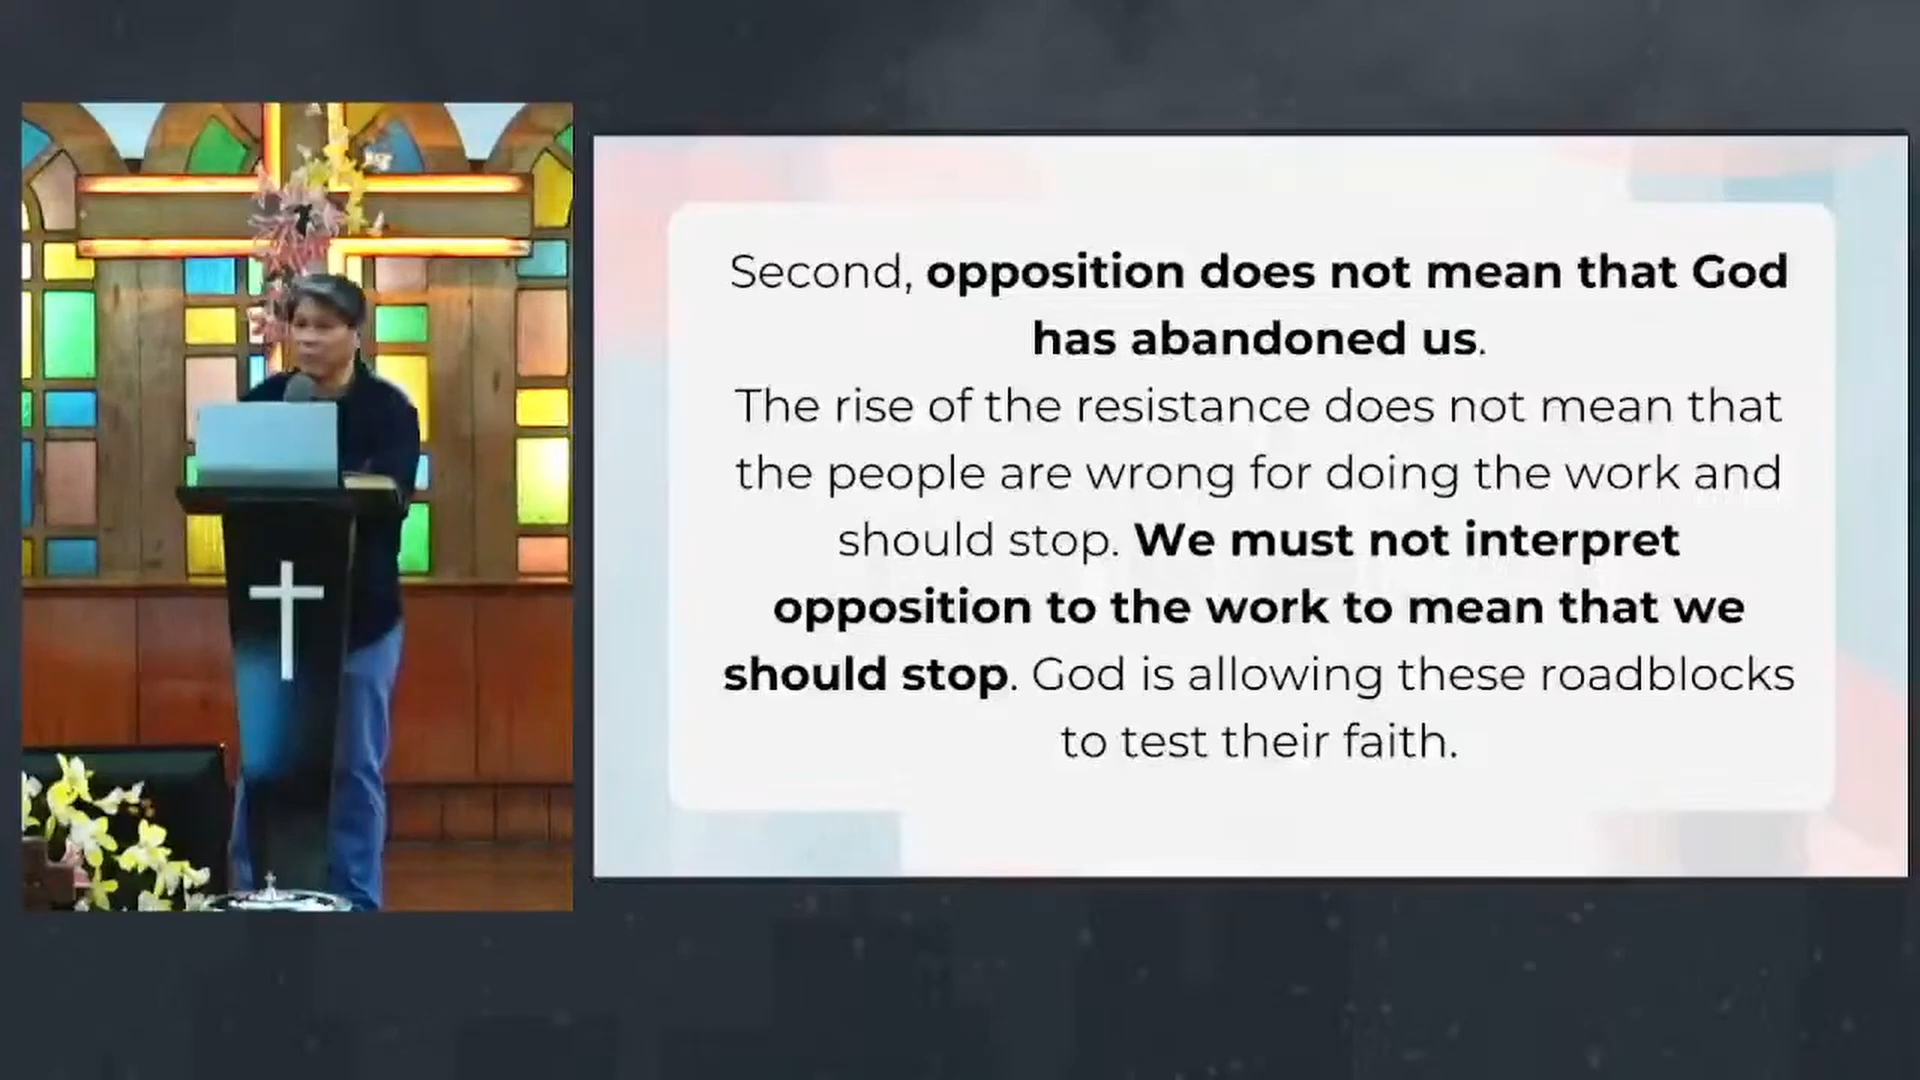 Second, opposition does not mean that God
has abandoned us.
The rise of the resistance does not mean that
the people are wrong for doing the work and
should stop. We must not interpret
opposition to the work to mean that we
should stop. God is allowing these roadblocks
to test their faith.